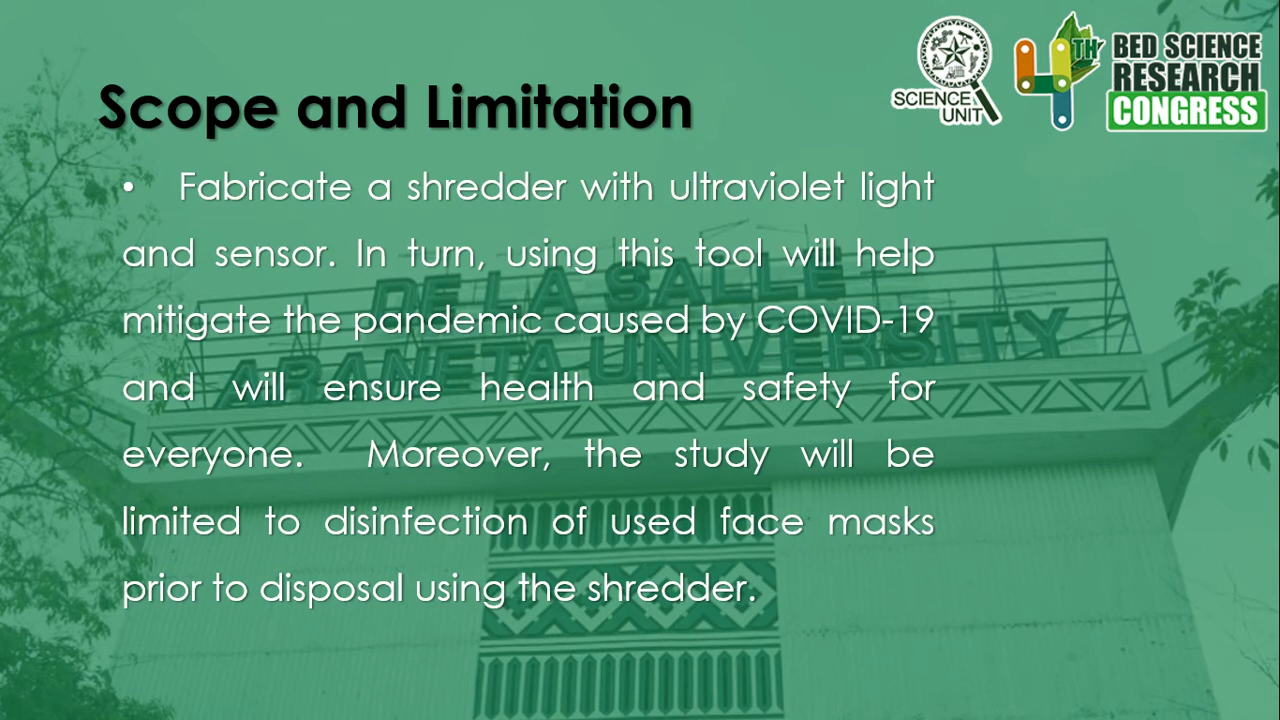 SCIENCE
UNIT
4TH
BED SCIENCE
RESEARCH
CONGRESS
Scope and Limitation
• Fabricate a shredder with ultraviolet light
and sensor. In turn, using this tool will help
mitigate the pandemic caused by COVID-19
and will ensure health and safety for
everyone. Moreover, the study will be
limited to disinfection of used face masks
prior to disposal using the shredder.
DE LA SALLE
ARANETA UNIVERSITY